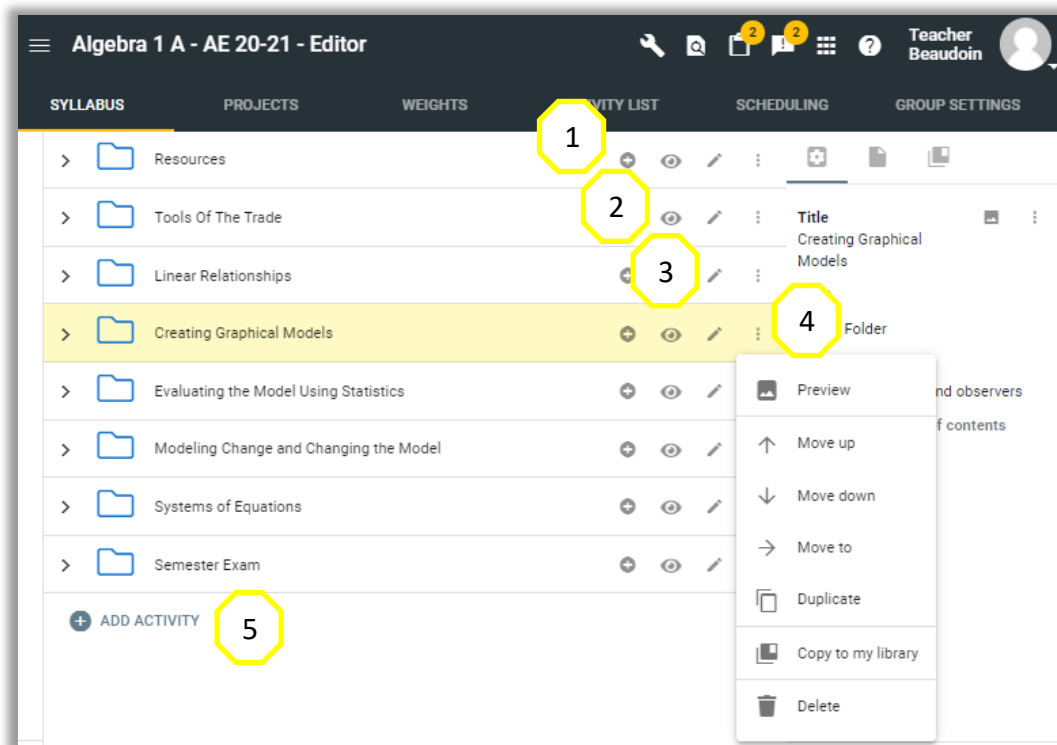 Algebra 1 A - AE 20-21 - Editor
2
2
Teacher
Beaudoin
SYLLABUS
PROJECTS
WEIGHTS
IVITY LIST
SCHEDULING
GROUP SETTINGS
1
Resources
2
Tools Of The Trade
Title
Creating Graphical
Models
3
Linear Relationships
4
Folder
Creating Graphical Models
Preview
nd observers
Evaluating the Model Using Statistics
f contents
Move up
Modeling Change and Changing the Model
Move down
Systems of Equations
Move to
Semester Exam
Duplicate
ADD ACTIVITY
5
Copy to my library
Delete